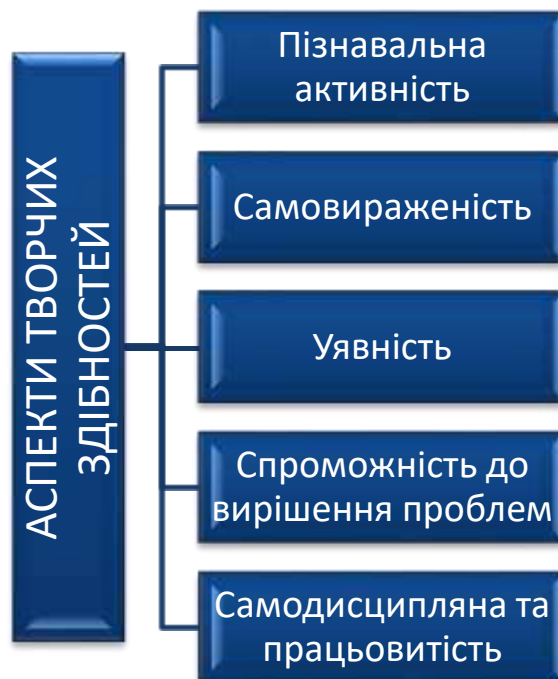 АСПЕКТИ ТВОРЧИХ
ЗДІБНОСТЕЙ
Пізнавальна
активність
Самовираженість
Уявність
Спроможність до
вирішення проблем
Самодисципляна та
працьовитість